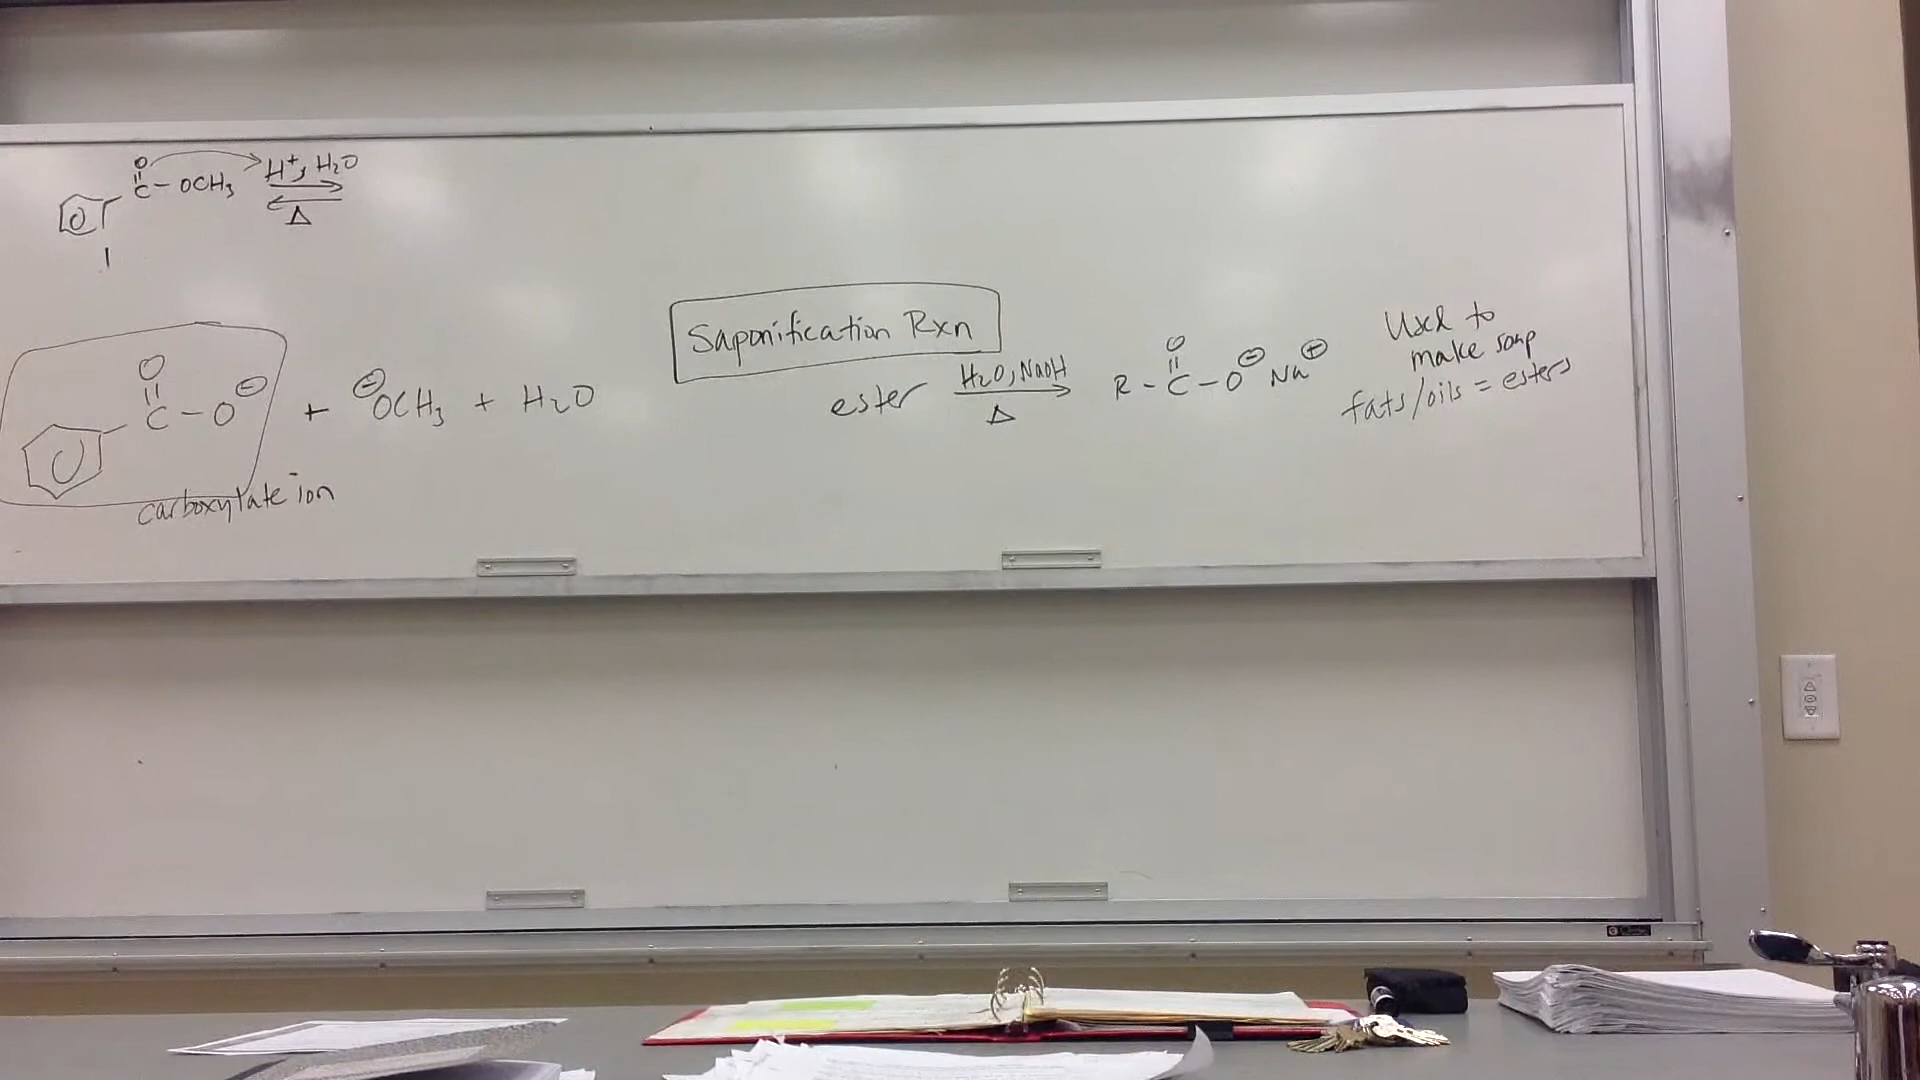 O
C - OCH3 H+, H2O
Δ
Saponification Rxn
O
C - O⊖ + ⊖OCH3 + H2O
carboxylate ion
ester H2O, NaOH
Δ
O
R - C - O⊖ Na⊕
Used to
make soap
fats/oils = esters